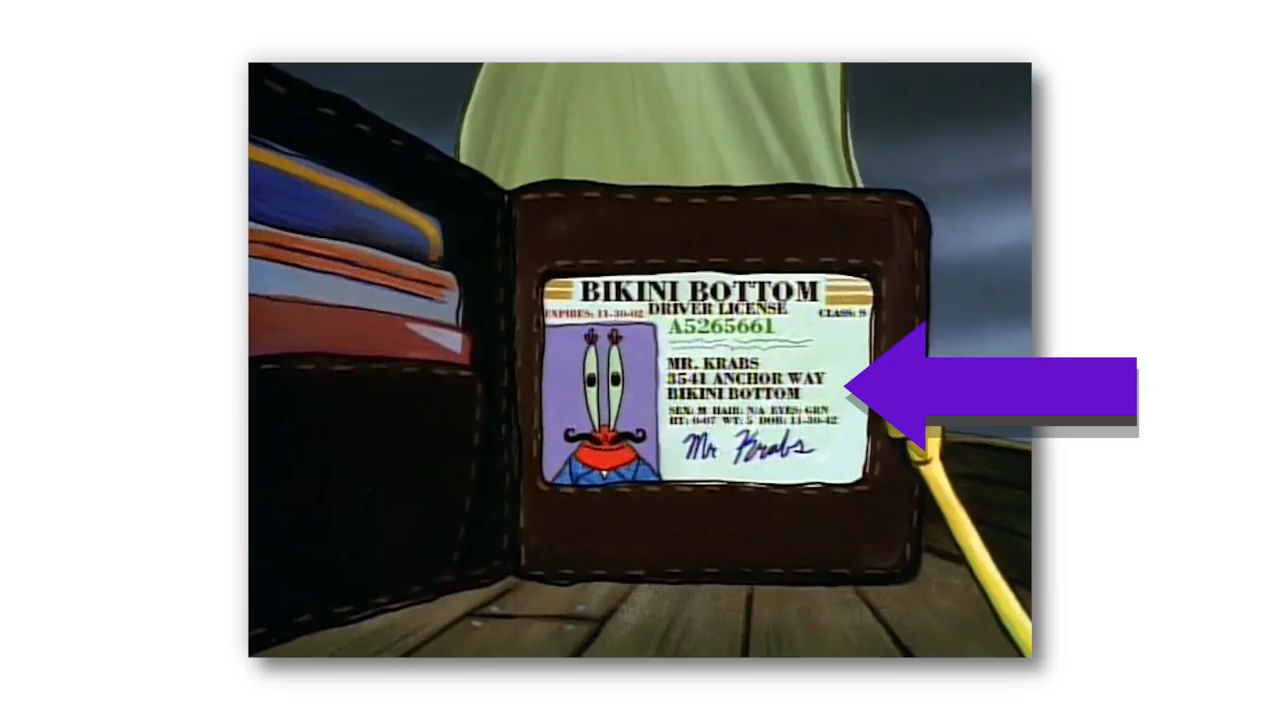 BIKINI BOTTOM
DRIVER LICENSE
EXPIRES: 11-30-02
CLASS: S
A5265661
MR. KRABS
3541 ANCHOR WAY
BIKINI BOTTOM
SEX: M HAIR: N/A EYES: GRN
HT: 0-07 WT: 5 DOB: 11-30-42
Mr Krabs